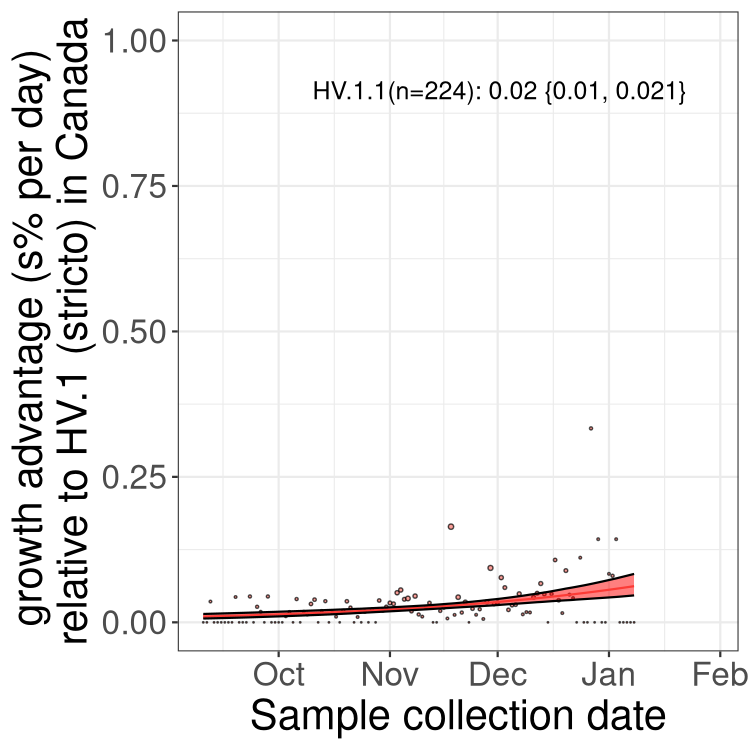 growth advantage (s% per day)
relative to HV.1 (stricto) in Canada
1.00
0.75
0.50
0.25
0.00
HV.1.1(n=224): 0.02 {0.01, 0.021}
Oct Nov Dec Jan Feb
Sample collection date